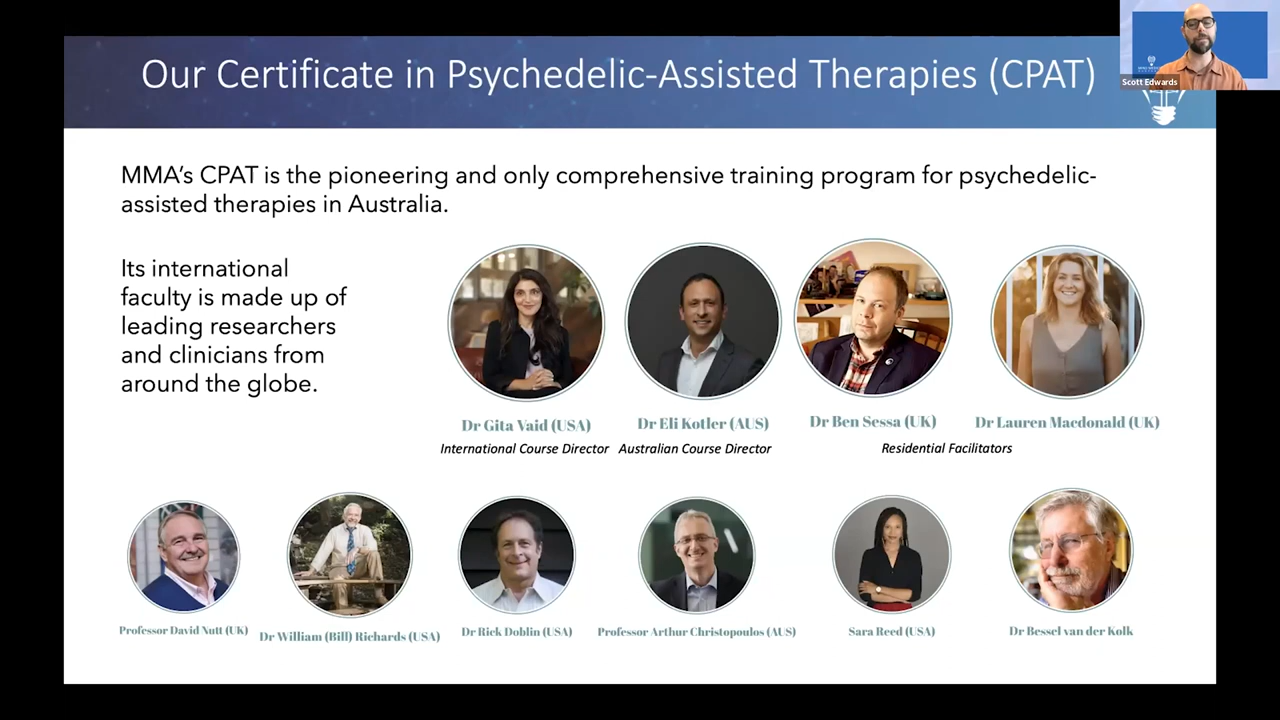 Our Certificate in Psychedelic-Assisted Therapies (CPAT)
Scott Edwards
MMA’s CPAT is the pioneering and only comprehensive training program for psychedelic-
assisted therapies in Australia.
Its international
faculty is made up of
leading researchers
and clinicians from
around the globe.
Dr Gita Vaid (USA)
Dr Eli Kotler (AUS)
Dr Ben Sessa (UK)
Dr Lauren Macdonald (UK)
International Course Director
Australian Course Director
Residential Facilitators
Professor David Nutt (UK)
Dr William (Bill) Richards (USA)
Dr Rick Doblin (USA)
Professor Arthur Christopoulos (AUS)
Sara Reed (USA)
Dr Bessel van der Kolk